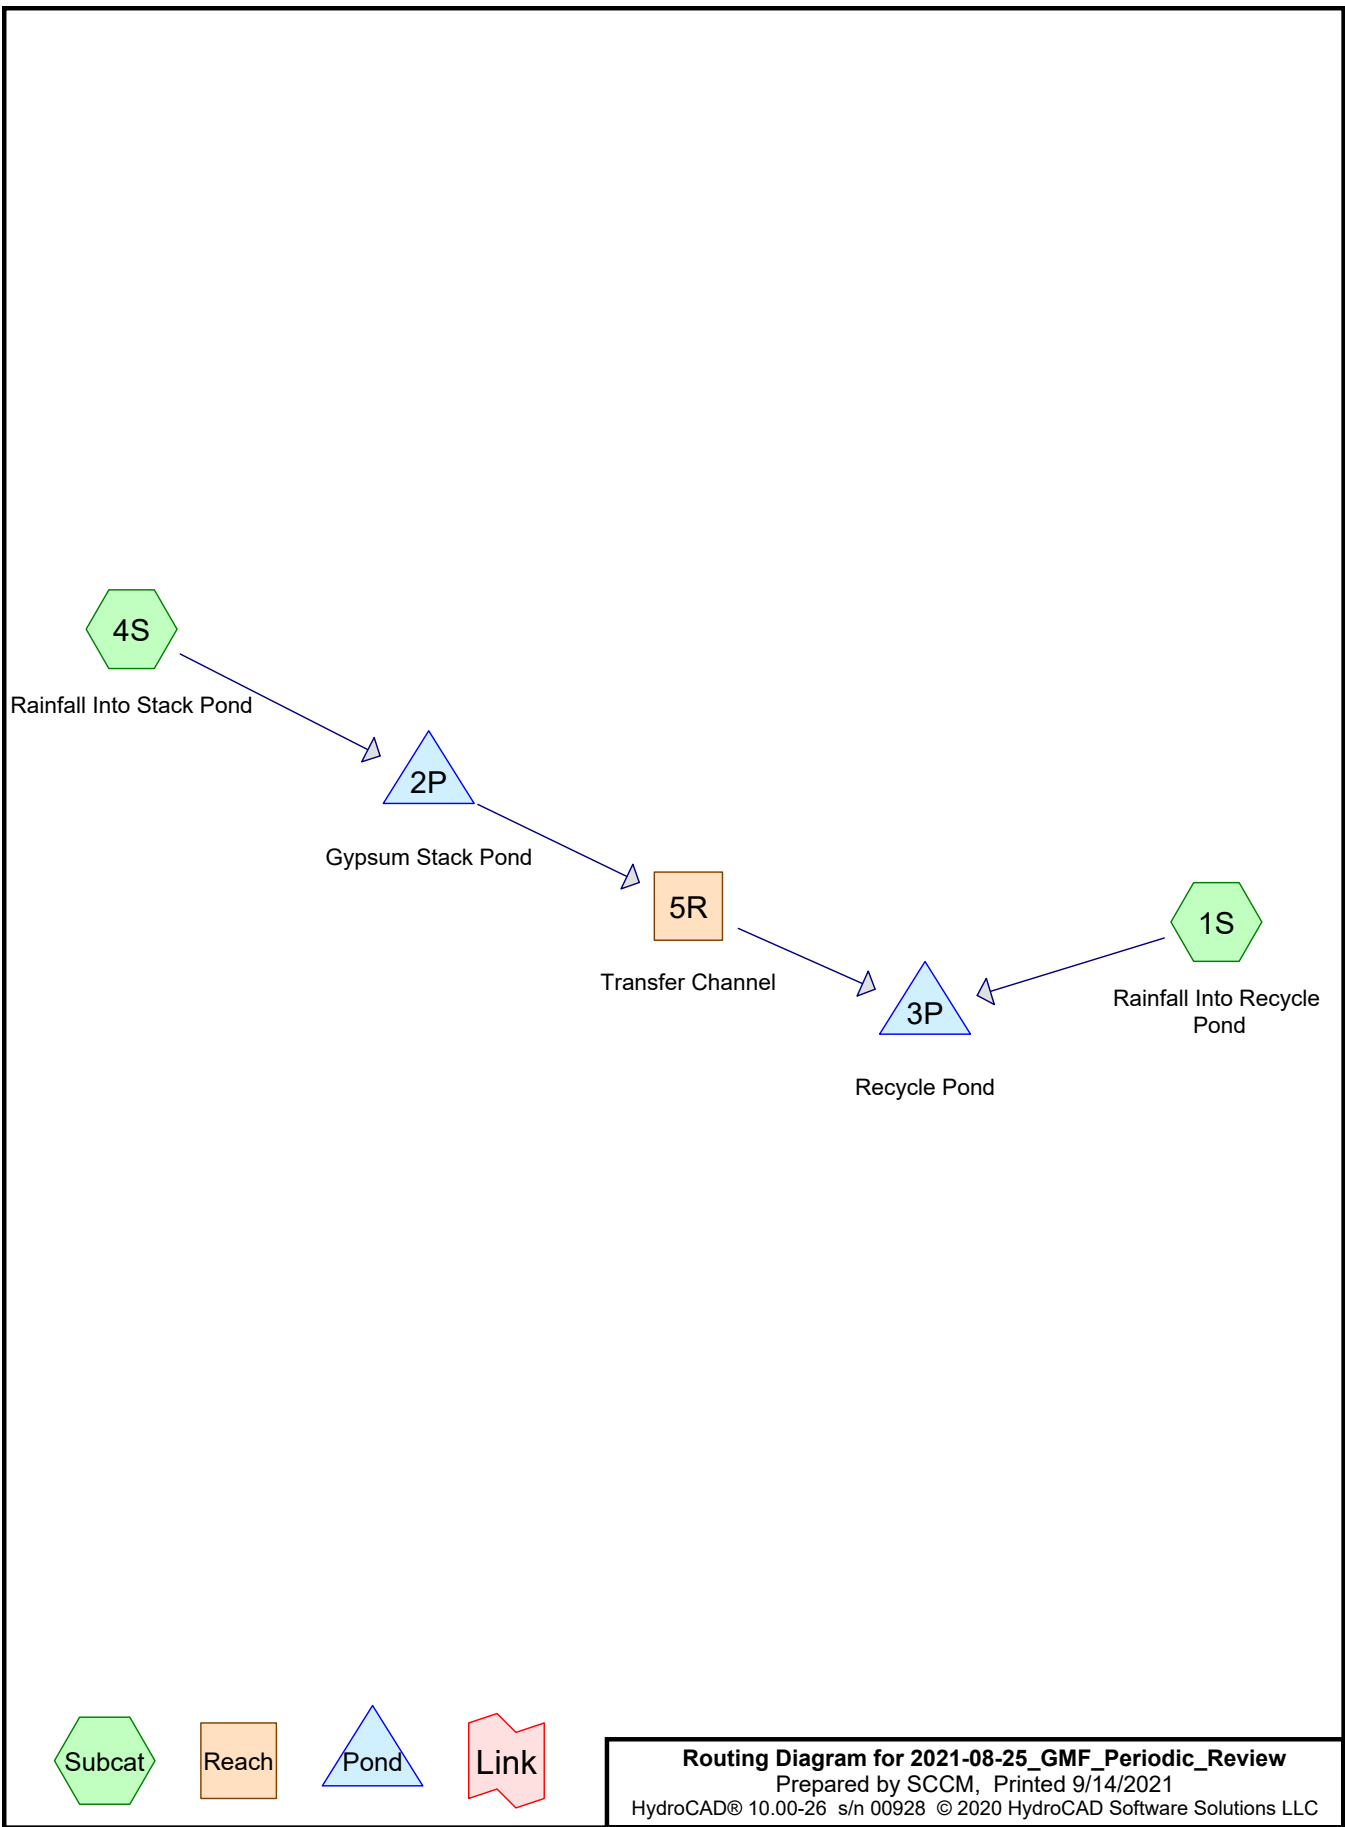 4S
Rainfall Into Stack Pond
2P
Gypsum Stack Pond
5R
Transfer Channel
1S
Rainfall Into Recycle
Pond
3P
Recycle Pond
Subcat
Reach
Pond
Link
Routing Diagram for 2021-08-25_GMF_Periodic_Review
Prepared by SCCM, Printed 9/14/2021
HydroCAD® 10.00-26 s/n 00928 © 2020 HydroCAD Software Solutions LLC